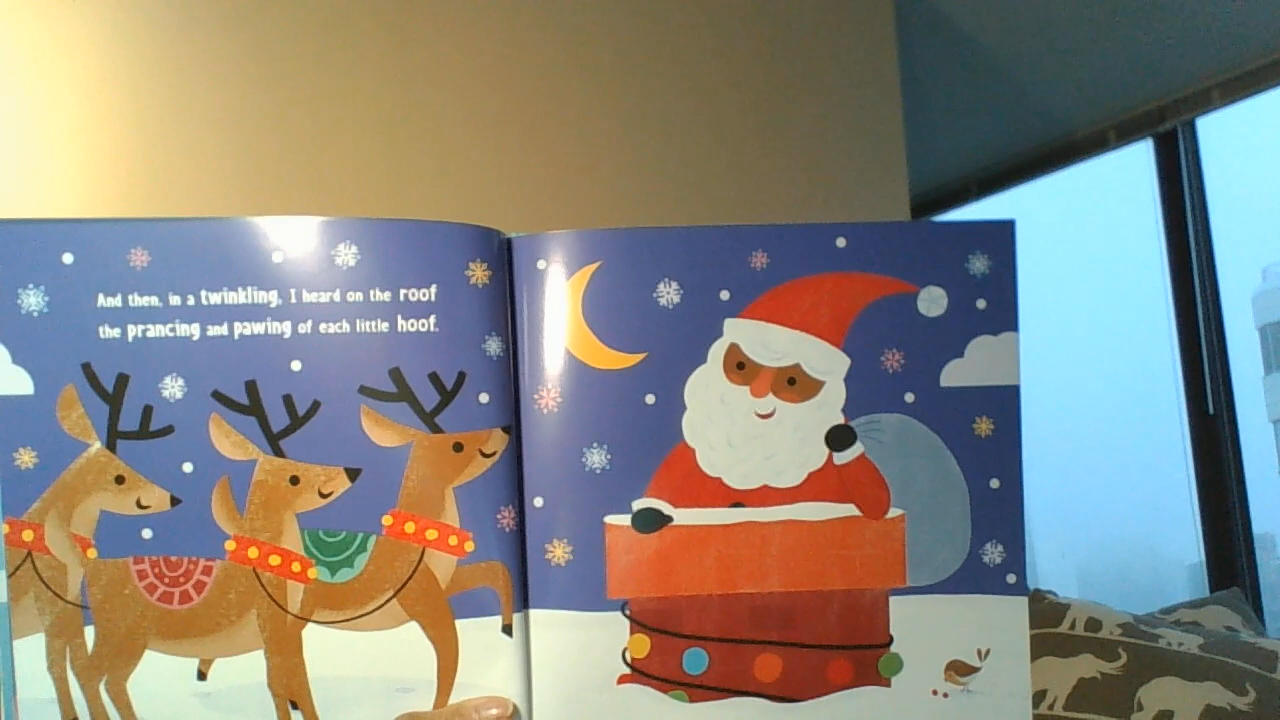 And then, in a twinkling, I heard on the roof
the prancing and pawing of each little hoof.